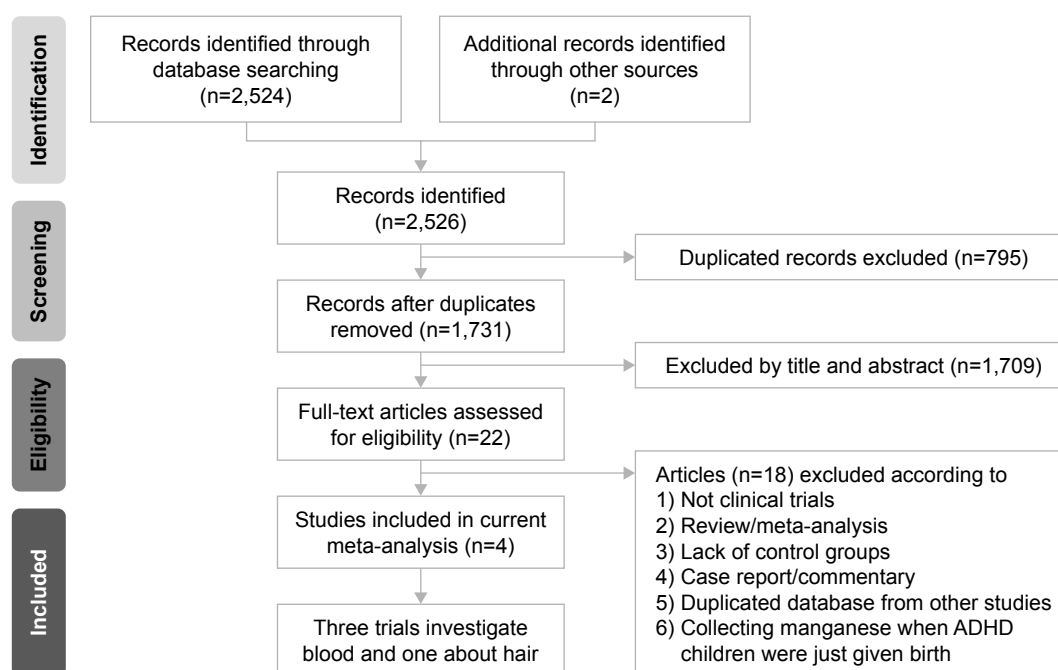 Identification
Records identified through
database searching
(n=2,524)
Additional records identified
through other sources
(n=2)
Records identified
(n=2,526)
Screening
Duplicated records excluded (n=795)
Records after duplicates
removed (n=1,731)
Excluded by title and abstract (n=1,709)
Eligibility
Full-text articles assessed
for eligibility (n=22)
Articles (n=18) excluded according to
1) Not clinical trials
2) Review/meta-analysis
3) Lack of control groups
4) Case report/commentary
5) Duplicated database from other studies
6) Collecting manganese when ADHD
children were just given birth
Included
Studies included in current
meta-analysis (n=4)
Three trials investigate
blood and one about hair